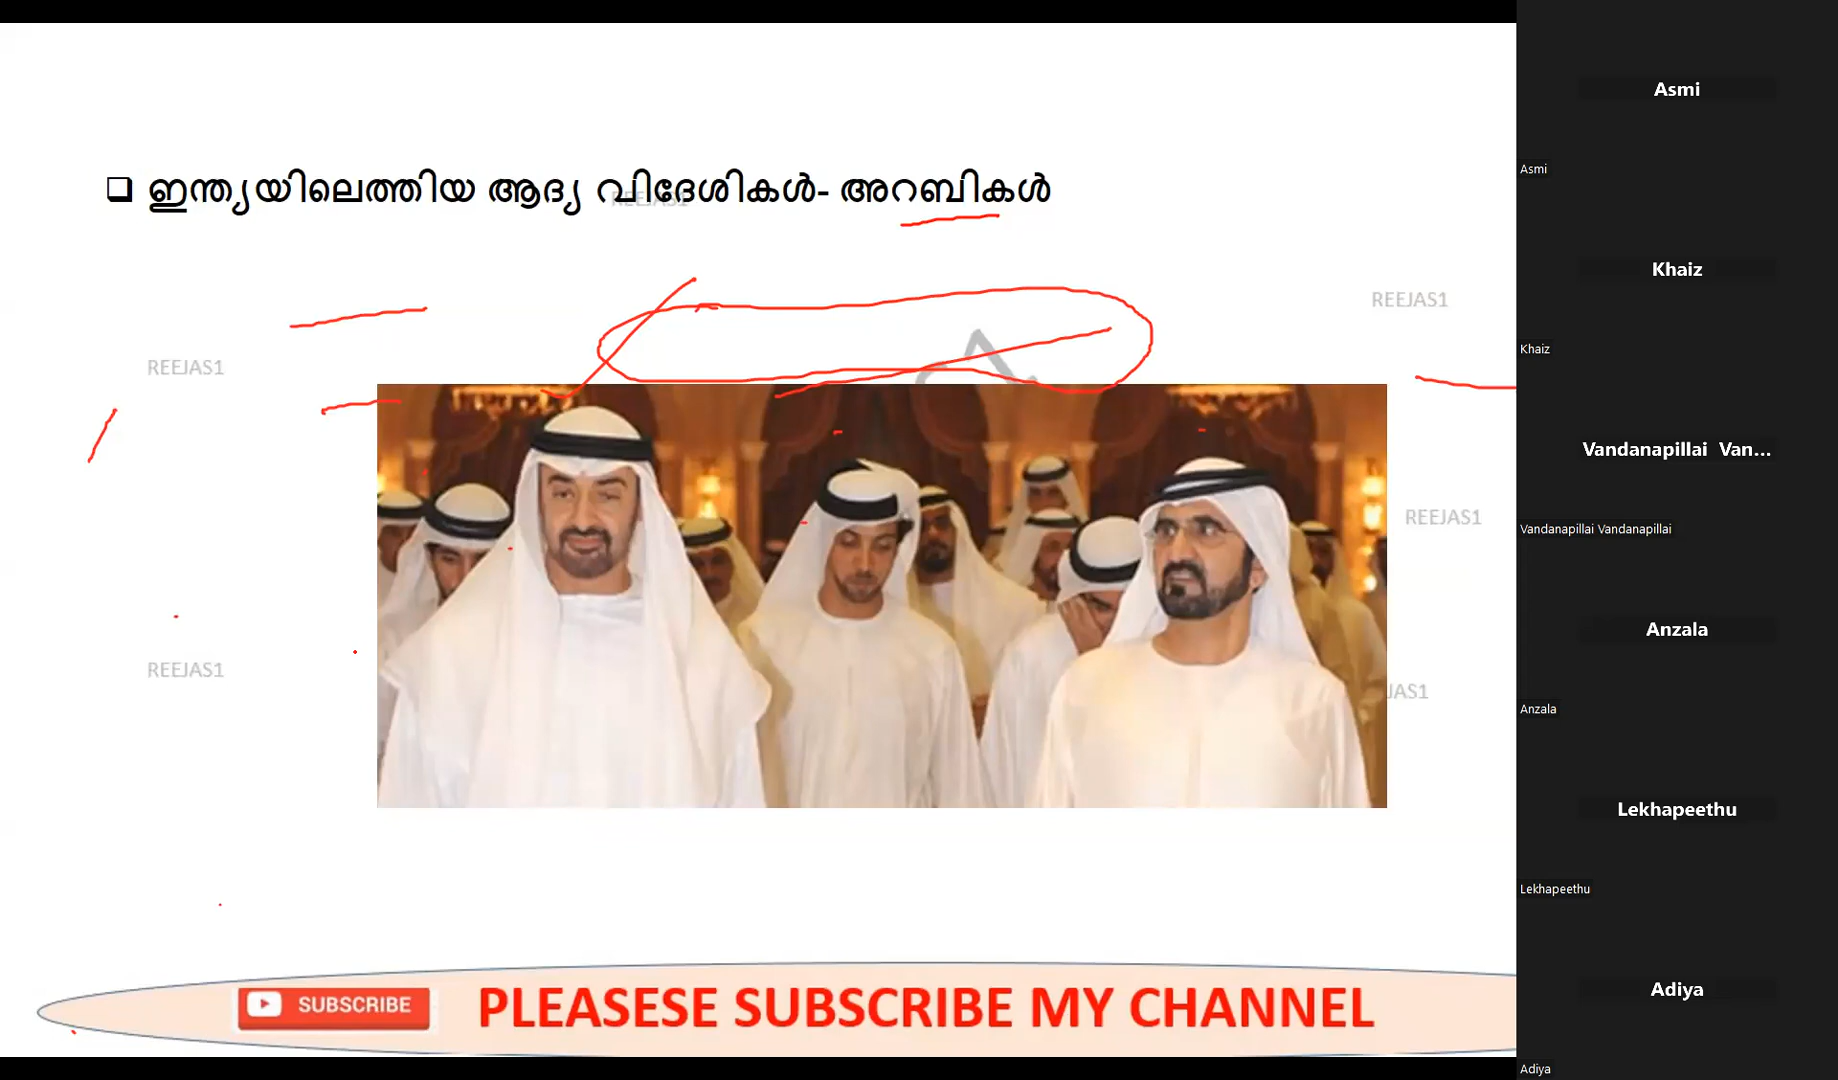 ❑ ഇന്ത്യയിലെത്തിയ ആദ്യ വിദേശികൾ- അറബികൾ
REEJAS1
REEJAS1
REEJAS1
REEJAS1
REEJAS1
JAS1
SUBSCRIBE
PLEASESE SUBSCRIBE MY CHANNEL
Asmi
Asmi
Khaiz
Khaiz
Vandanapillai Van...
Vandanapillai Vandanapillai
Anzala
Anzala
Lekhapeethu
Lekhapeethu
Adiya
Adiya